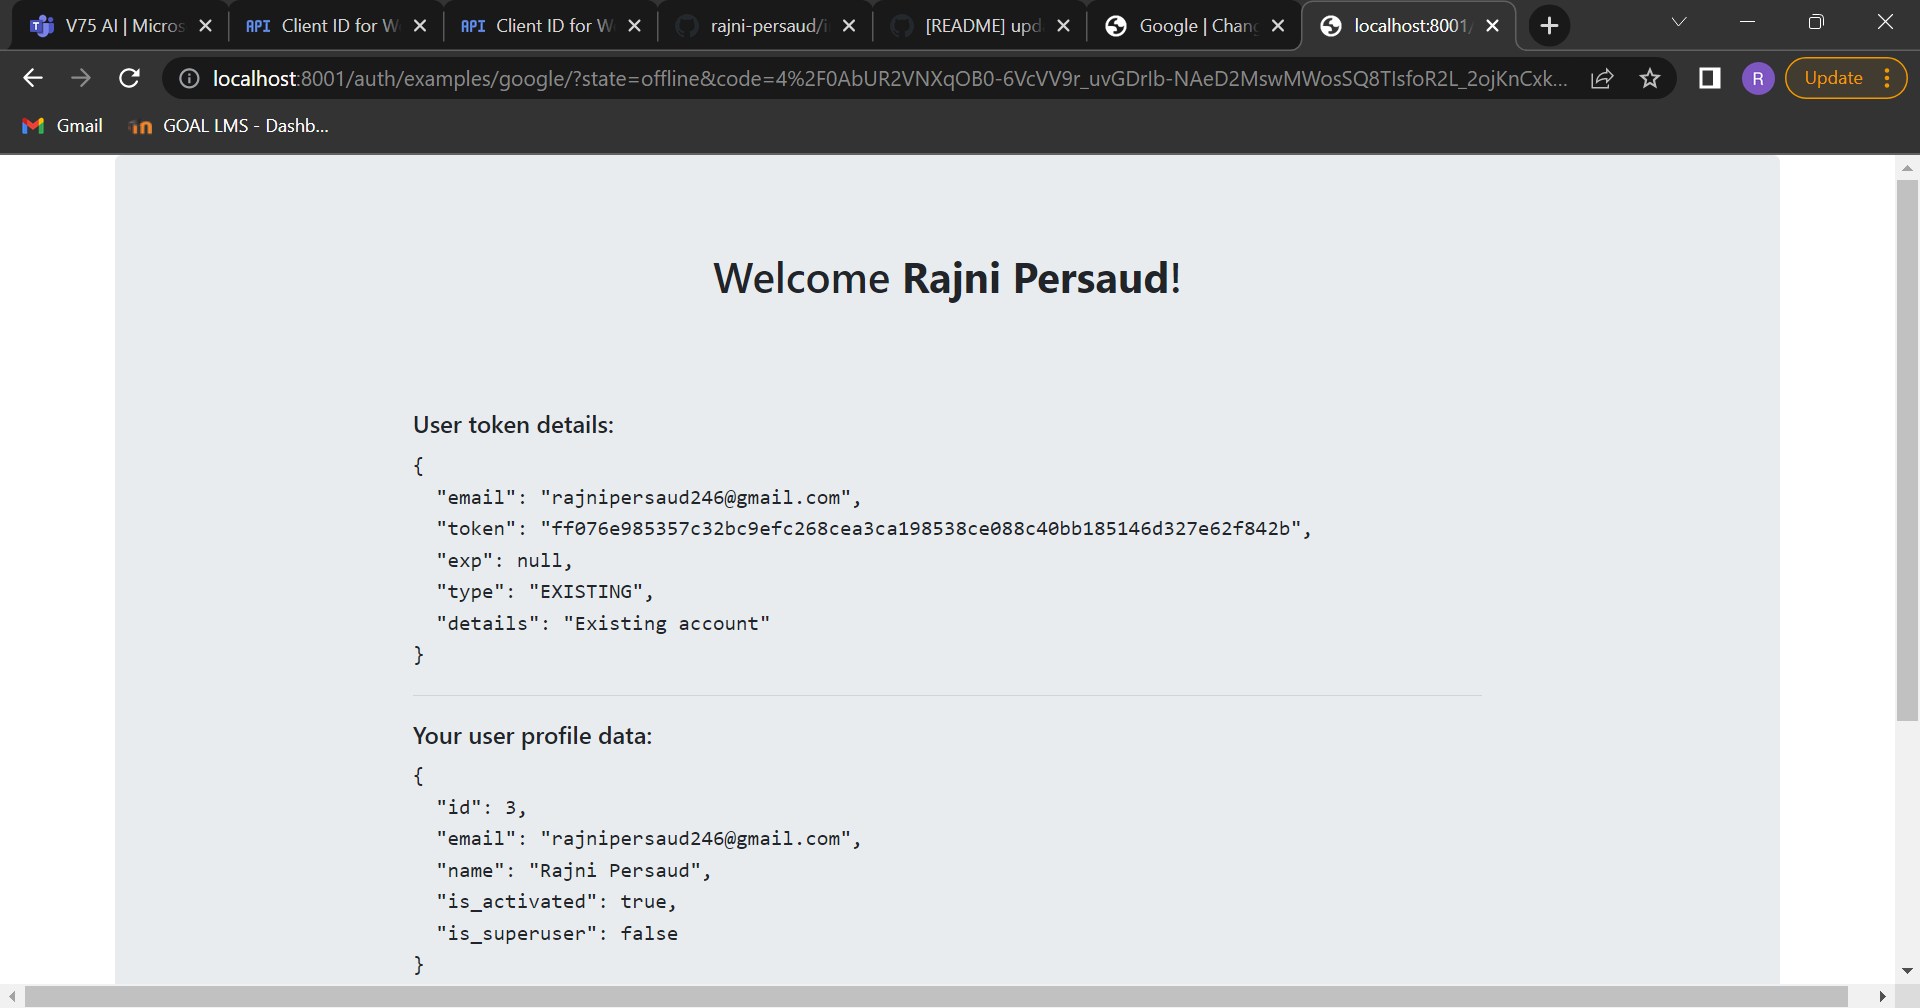 V75 AI | Micros
Client ID for W
Client ID for W
rajni-persaud/i
[README] upd
Google | Chang
localhost:8001/
localhost:8001/auth/examples/google/?state=offline&code=4%2F0AbUR2VNXqOB0-6VcVV9r_uvGDrIb-NAeD2MswMWosSQ8TIsfoR2L_2ojKnCxk...
R
Update
Gmail
GOAL LMS - Dashb...
Welcome Rajni Persaud!
User token details:
{
"email": "rajnipersaud246@gmail.com",
"token": "ff076e985357c32bc9efc268cea3ca198538ce088c40bb185146d327e62f842b",
"exp": null,
"type": "EXISTING",
"details": "Existing account"
}
Your user profile data:
{
"id": 3,
"email": "rajnipersaud246@gmail.com",
"name": "Rajni Persaud",
"is_activated": true,
"is_superuser": false
}